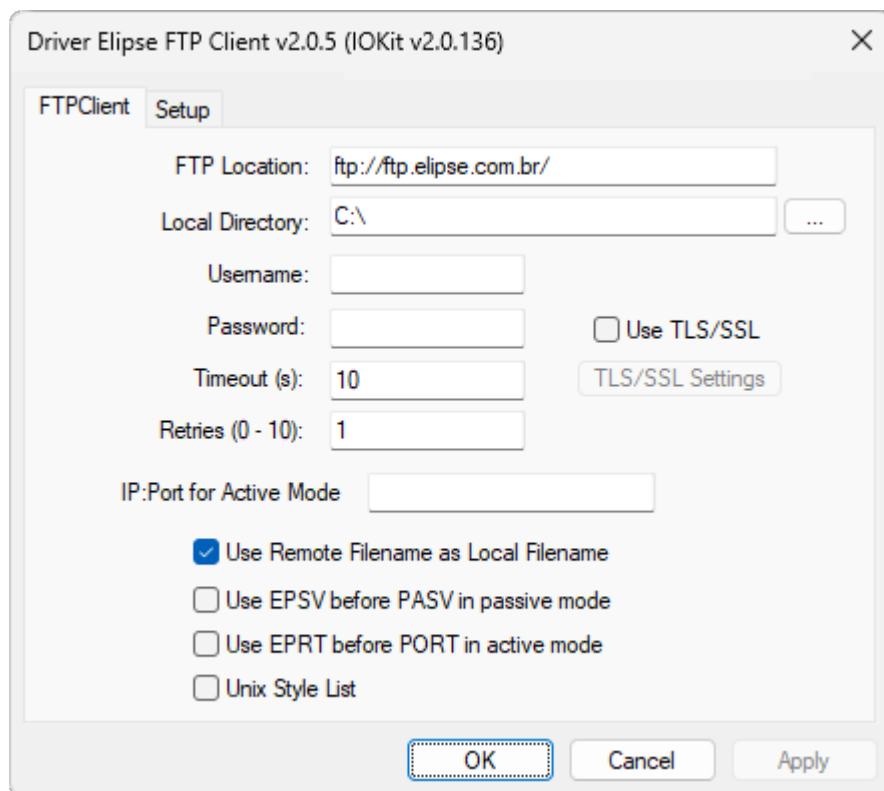 Driver Elipse FTP Client v2.0.5 (IOKit v2.0.136)
FTPClient Setup
FTP Location: ftp://ftp.elipse.com.br/
Local Directory: C:\ ...
Username:
Password: Use TLS/SSL
Timeout (s): 10 TLS/SSL Settings
Retries (0 - 10): 1
IP:Port for Active Mode
Use Remote Filename as Local Filename
Use EPSV before PASV in passive mode
Use EPRT before PORT in active mode
Unix Style List
OK Cancel Apply